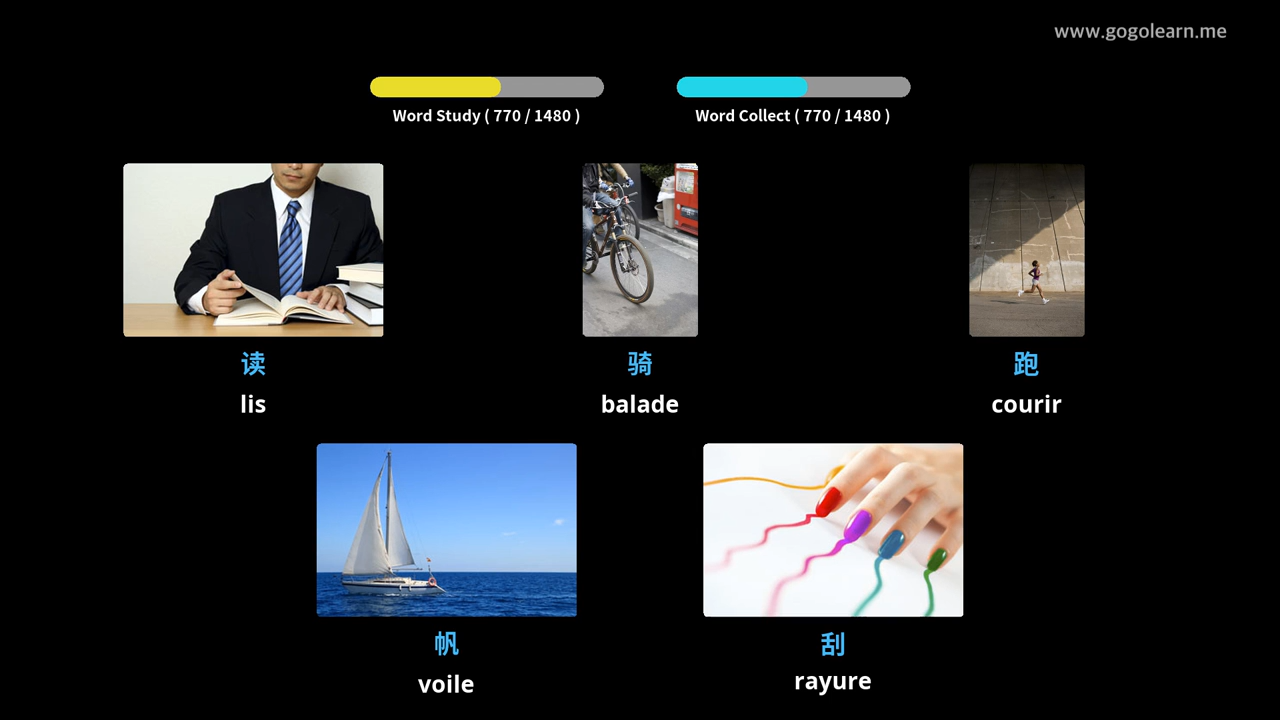 www.gogolearn.me
Word Study ( 770 / 1480 )
Word Collect ( 770 / 1480 )
读
lis
骑
balade
跑
courir
帆
voile
刮
rayure